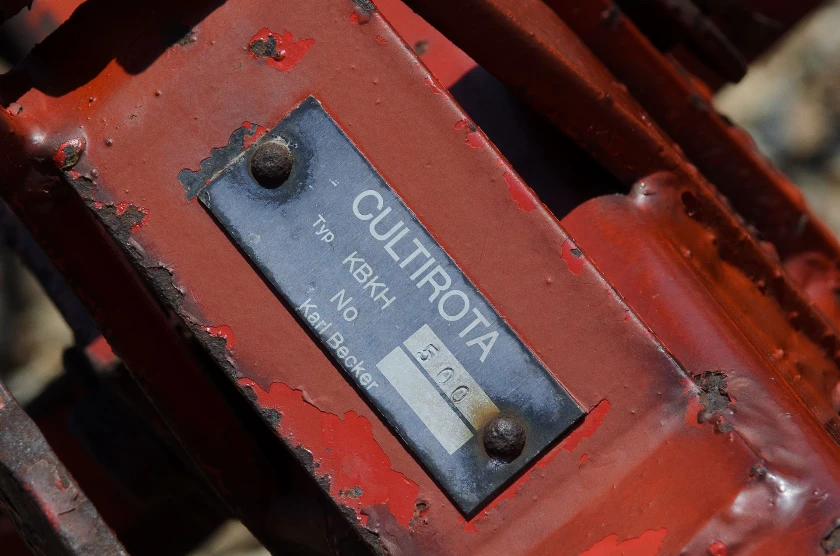 CULTIROTA
Typ KBKH 500
No
Karl Becker